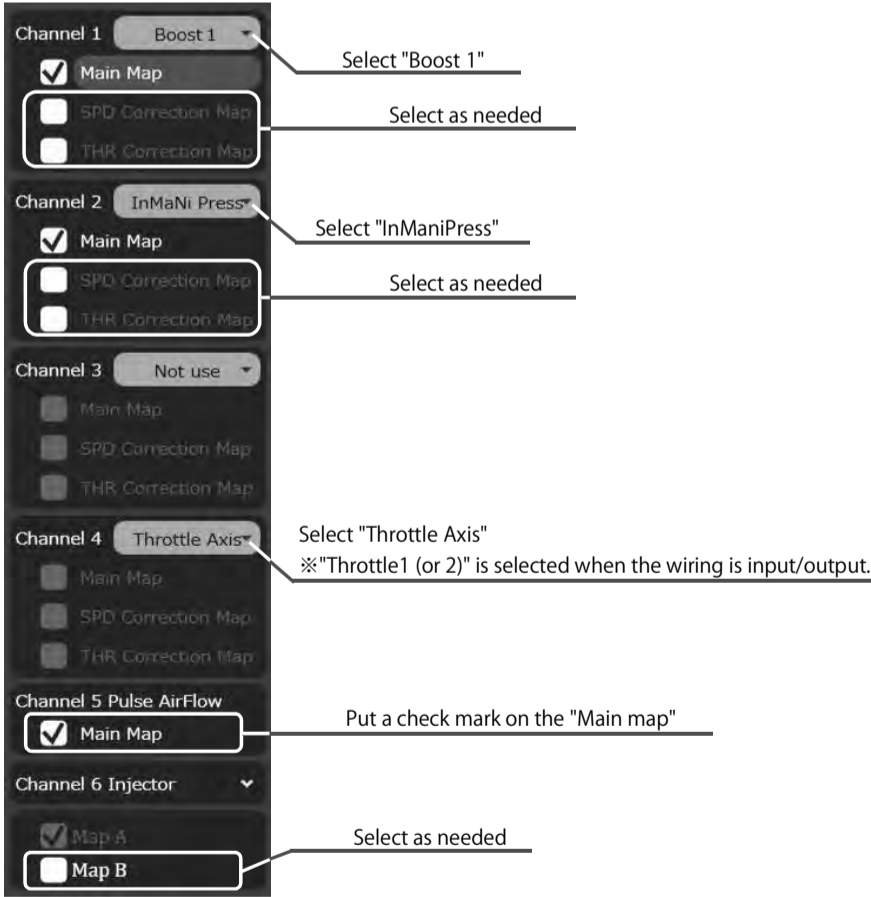 Channel 1 Boost 1
Select "Boost 1"
Main Map
SPD Correction Map
Select as needed
THR Correction Map
Channel 2 InMaNi Press
Select "InManiPress"
Main Map
SPD Correction Map
Select as needed
THR Correction Map
Channel 3 Not use
Main Map
SPD Correction Map
THR Correction Map
Channel 4 Throttle Axis
Select "Throttle Axis"
※"Throttle1 (or 2)" is selected when the wiring is input/output.
Main Map
SPD Correction Map
THR Correction Map
Channel 5 Pulse AirFlow
Main Map
Put a check mark on the "Main map"
Channel 6 Injector
Map A
Select as needed
Map B